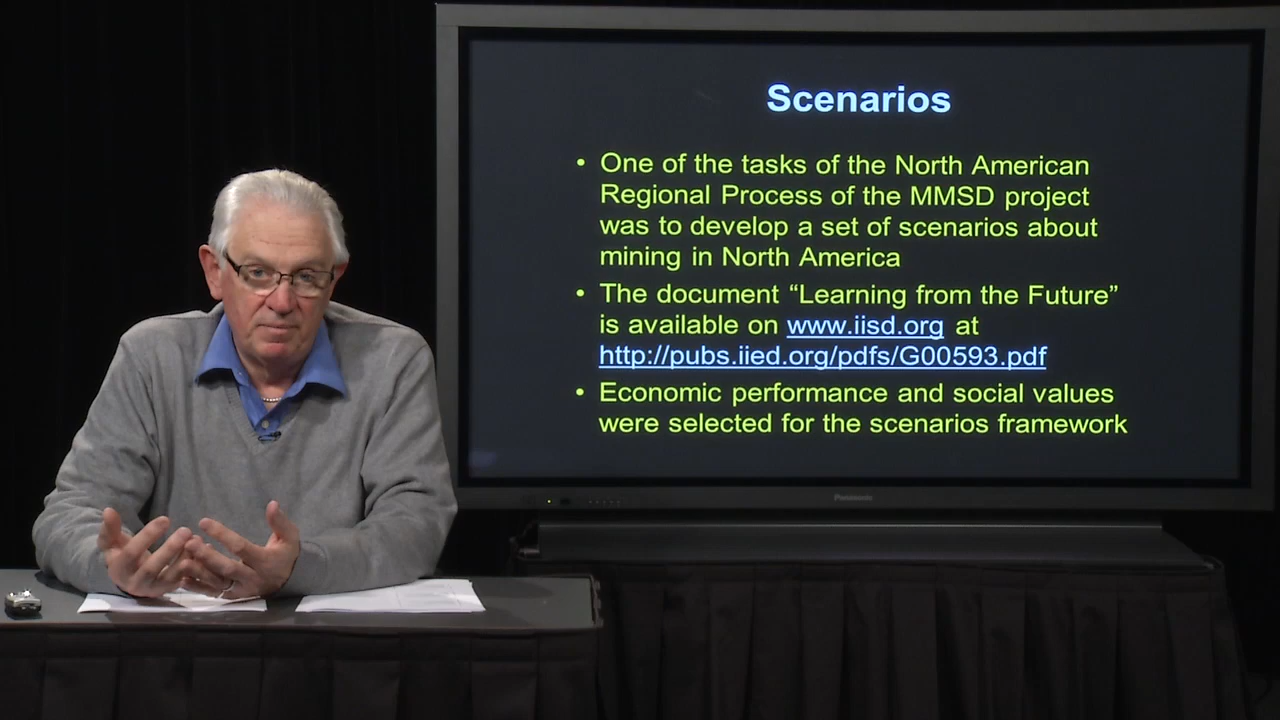 Scenarios
• One of the tasks of the North American
Regional Process of the MMSD project
was to develop a set of scenarios about
mining in North America
• The document “Learning from the Future”
is available on www.iisd.org at
http://pubs.iied.org/pdfs/G00593.pdf
• Economic performance and social values
were selected for the scenarios framework
Panasonic